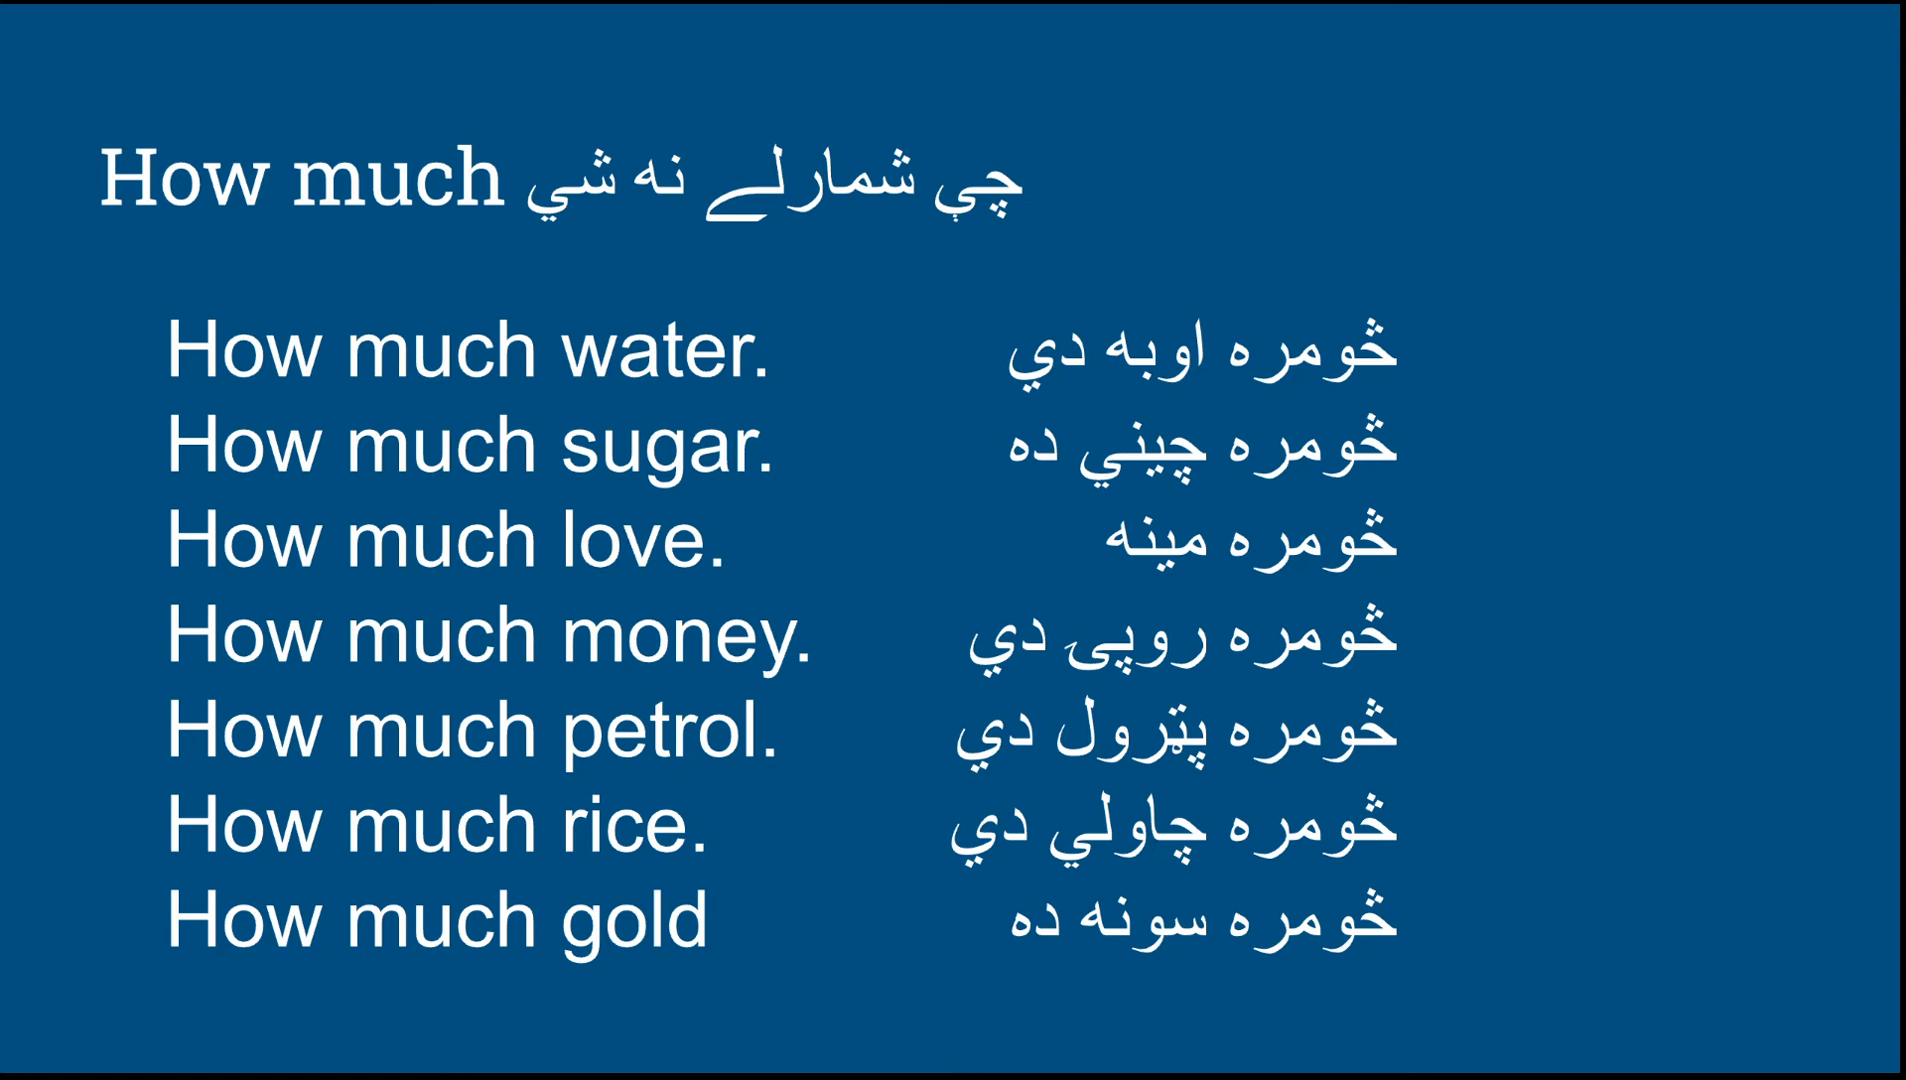 How much چې شمارلے نه شي
How much water. څومره اوبه دي
How much sugar. څومره چيني ده
How much love. څومره مينه
How much money. څومره روپۍ دي
How much petrol. څومره پټرول دي
How much rice. څومره چاولي دي
How much gold څومره سونه ده